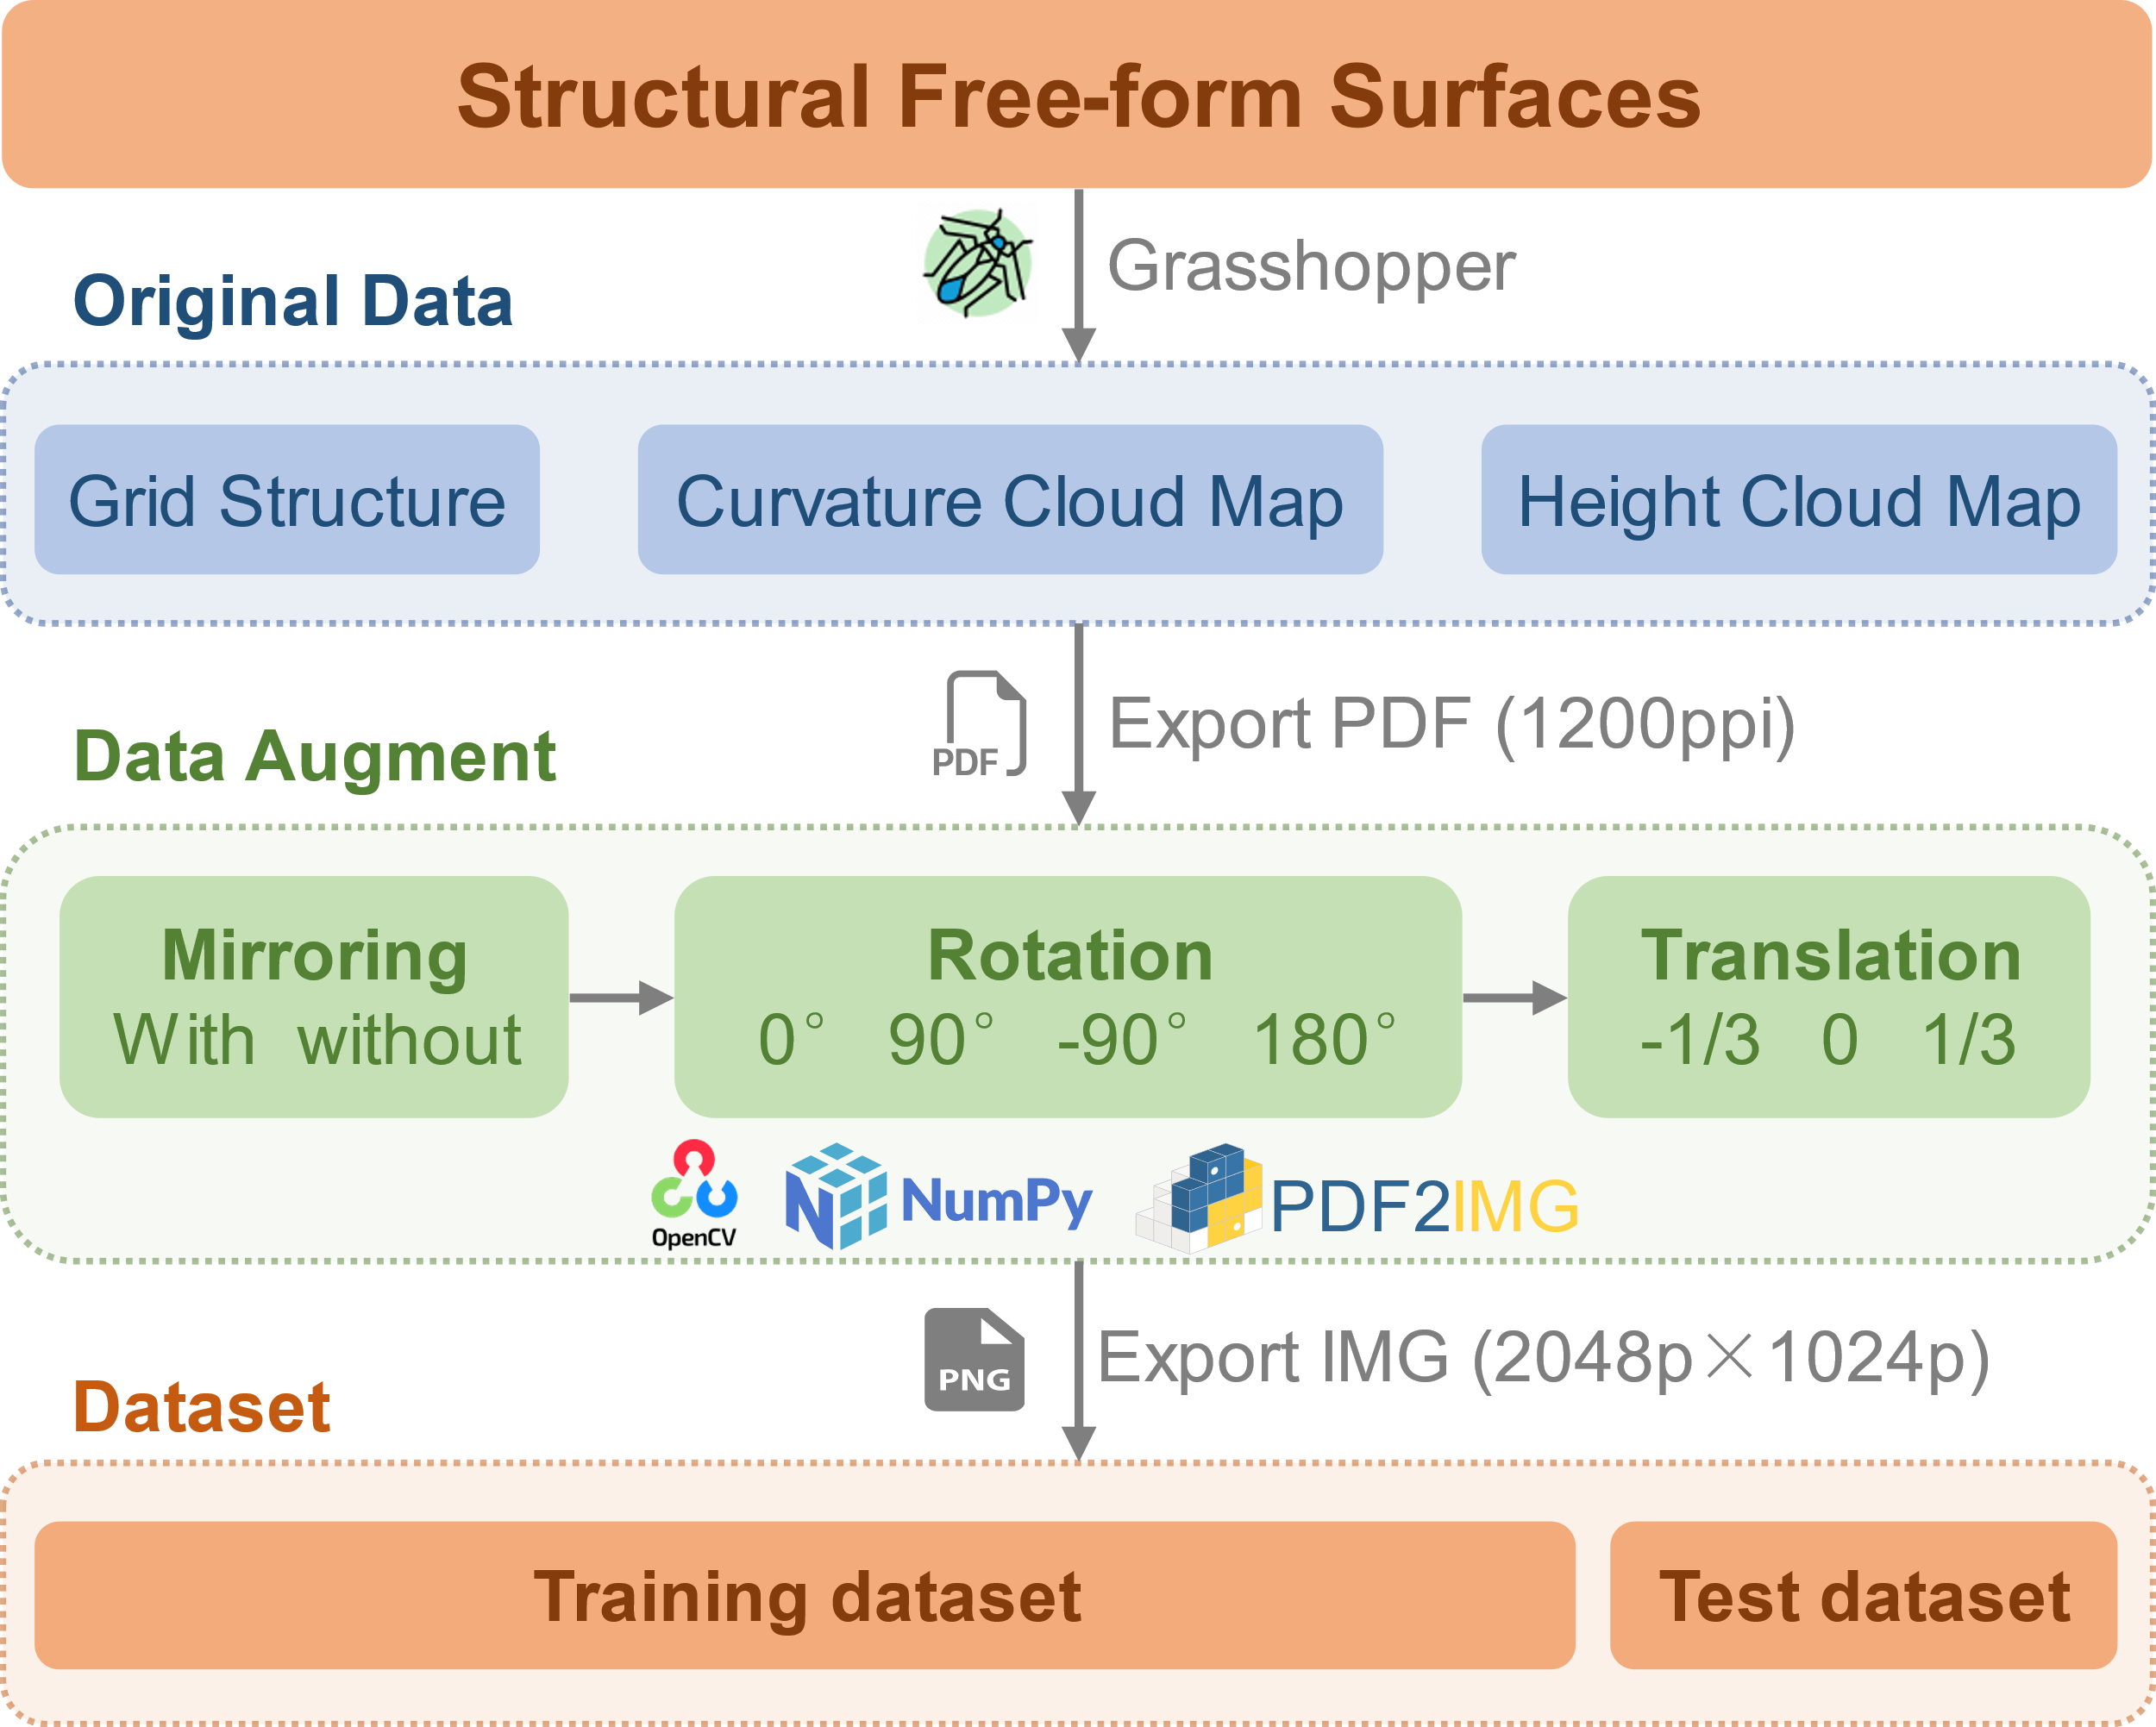 Structural Free-form Surfaces
Grasshopper
Original Data
Grid Structure
Curvature Cloud Map
Height Cloud Map
PDF
Export PDF (1200ppi)
Data Augment
Mirroring
With without
Rotation
0° 90° -90° 180°
Translation
-1/3 0 1/3
OpenCV
N
NumPy
PDF2IMG
PNG
Export IMG (2048p×1024p)
Dataset
Training dataset
Test dataset